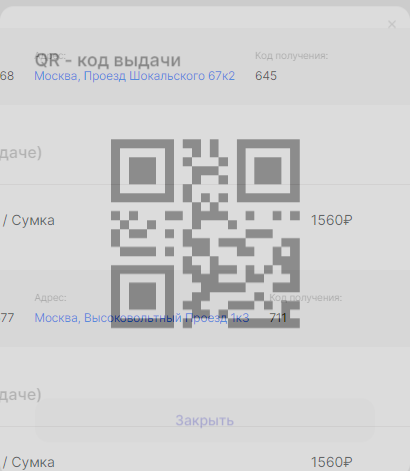 ×
Адрес: Код получения:
QR - код выдачи
68 Москва, Проезд Шокальского 67к2 645
даче)
/ Сумка 1560₽
Адрес: Код получения:
77 Москва, Высоковольтный Проезд 1к3 711
даче)
Закрыть
/ Сумка 1560₽